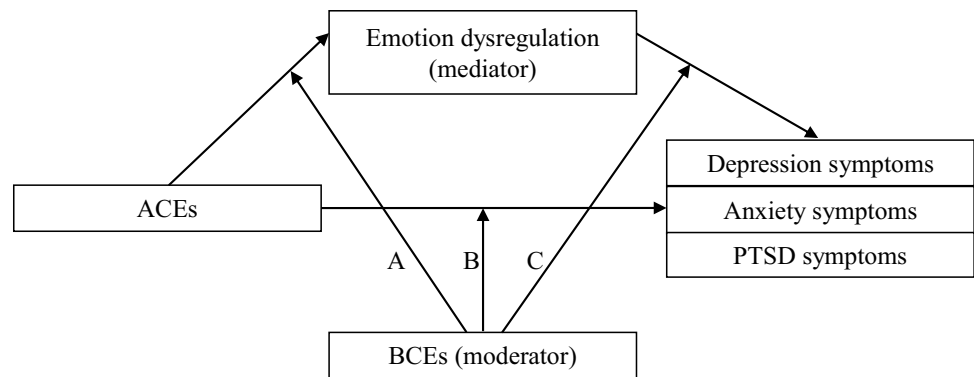 Emotion dysregulation
(mediator)
Depression symptoms
ACEs
Anxiety symptoms
PTSD symptoms
A
B
C
BCEs (moderator)